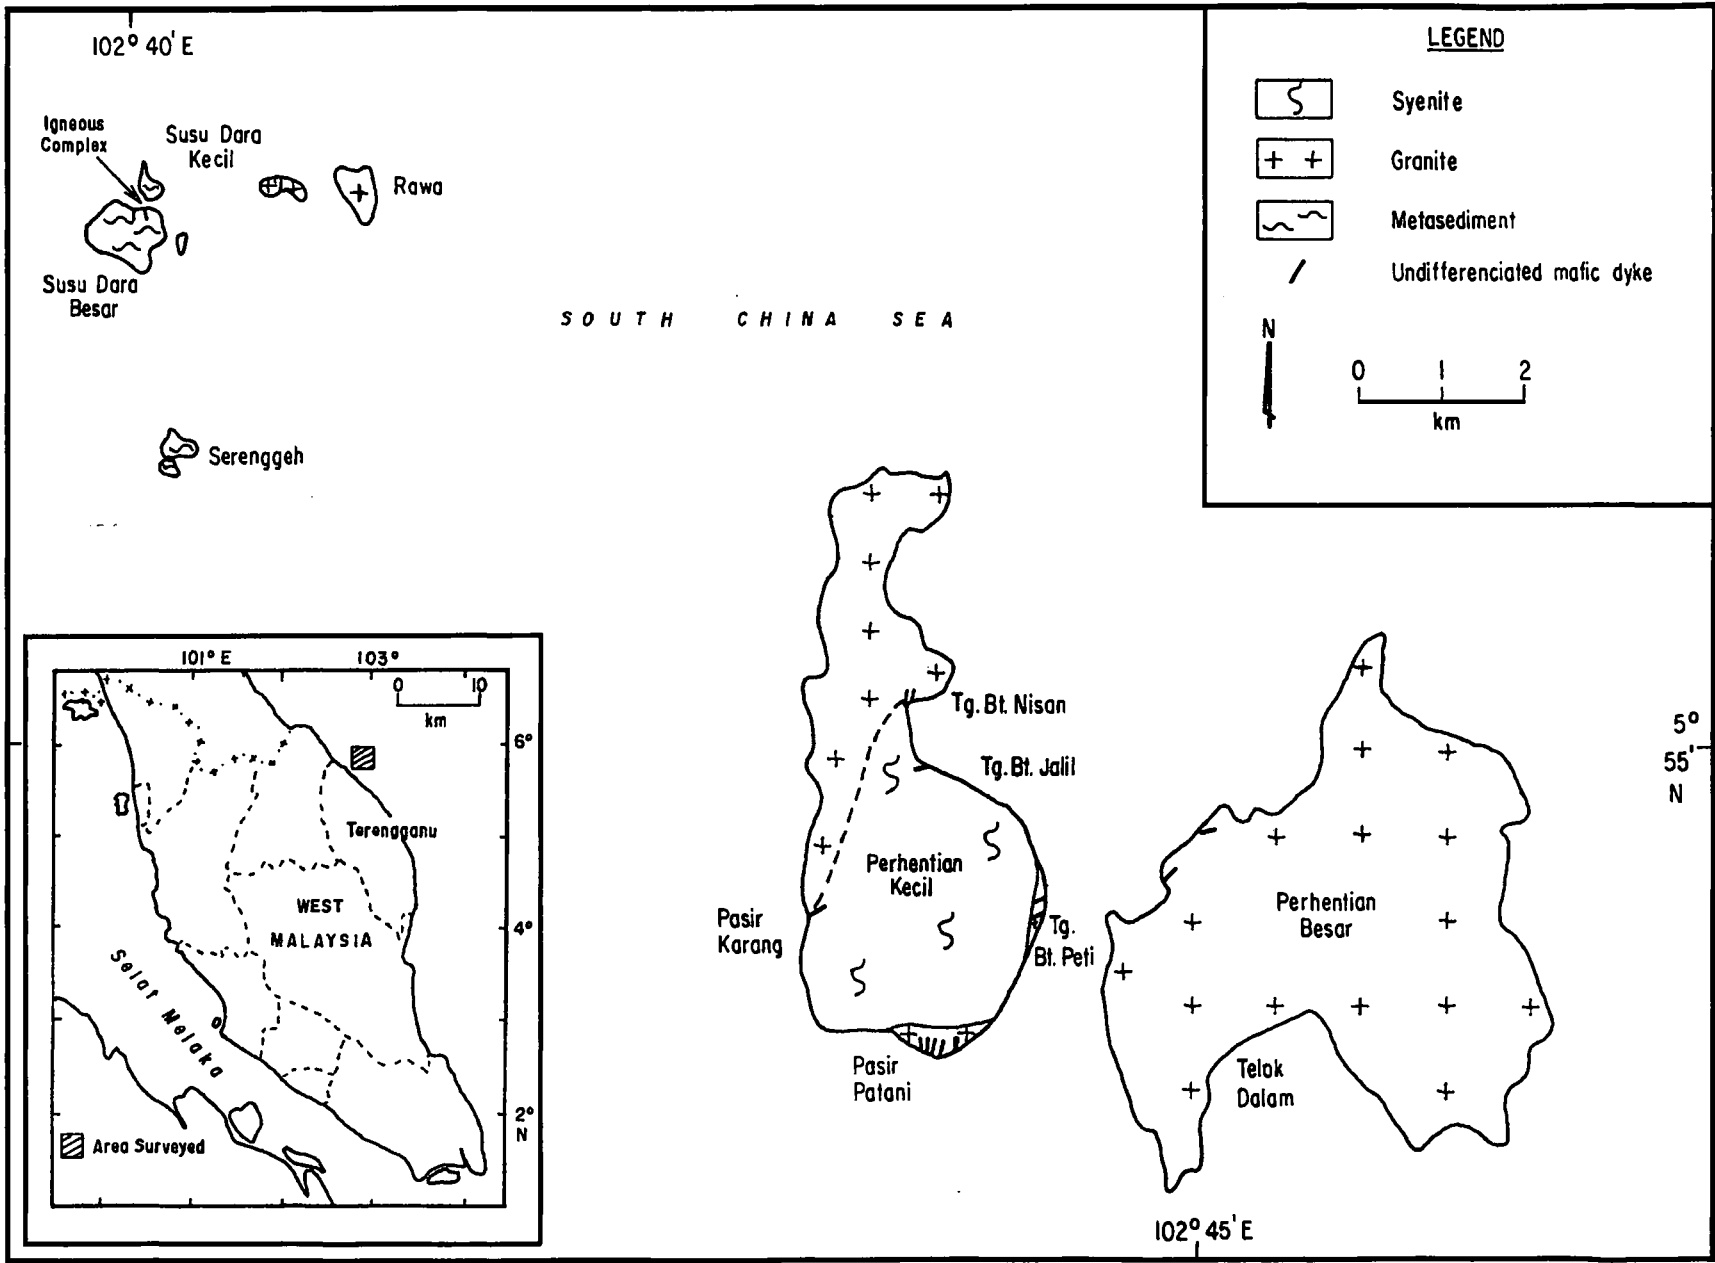 102° 40' E
Igneous
Complex
Susu Dara
Kecil
Rawa
Susu Dara
Besar
SOUTH CHINA SEA
Serenggeh
LEGEND
Syenite
Granite
Metasediment
Undifferenciated mafic dyke
N
0 1 2
km
Tg. Bt. Nisan
Tg. Bt. Jalil
Perhentian
Kecil
Pasir
Karang
Tg.
Bt. Peti
Pasir
Patani
Perhentian
Besar
Telok
Dalam
5°
55'
N
102° 45' E
101° E 103°
0 10
km
6°
Terengganu
WEST
MALAYSIA
4°
Selat Melaka
2°
N
Area Surveyed